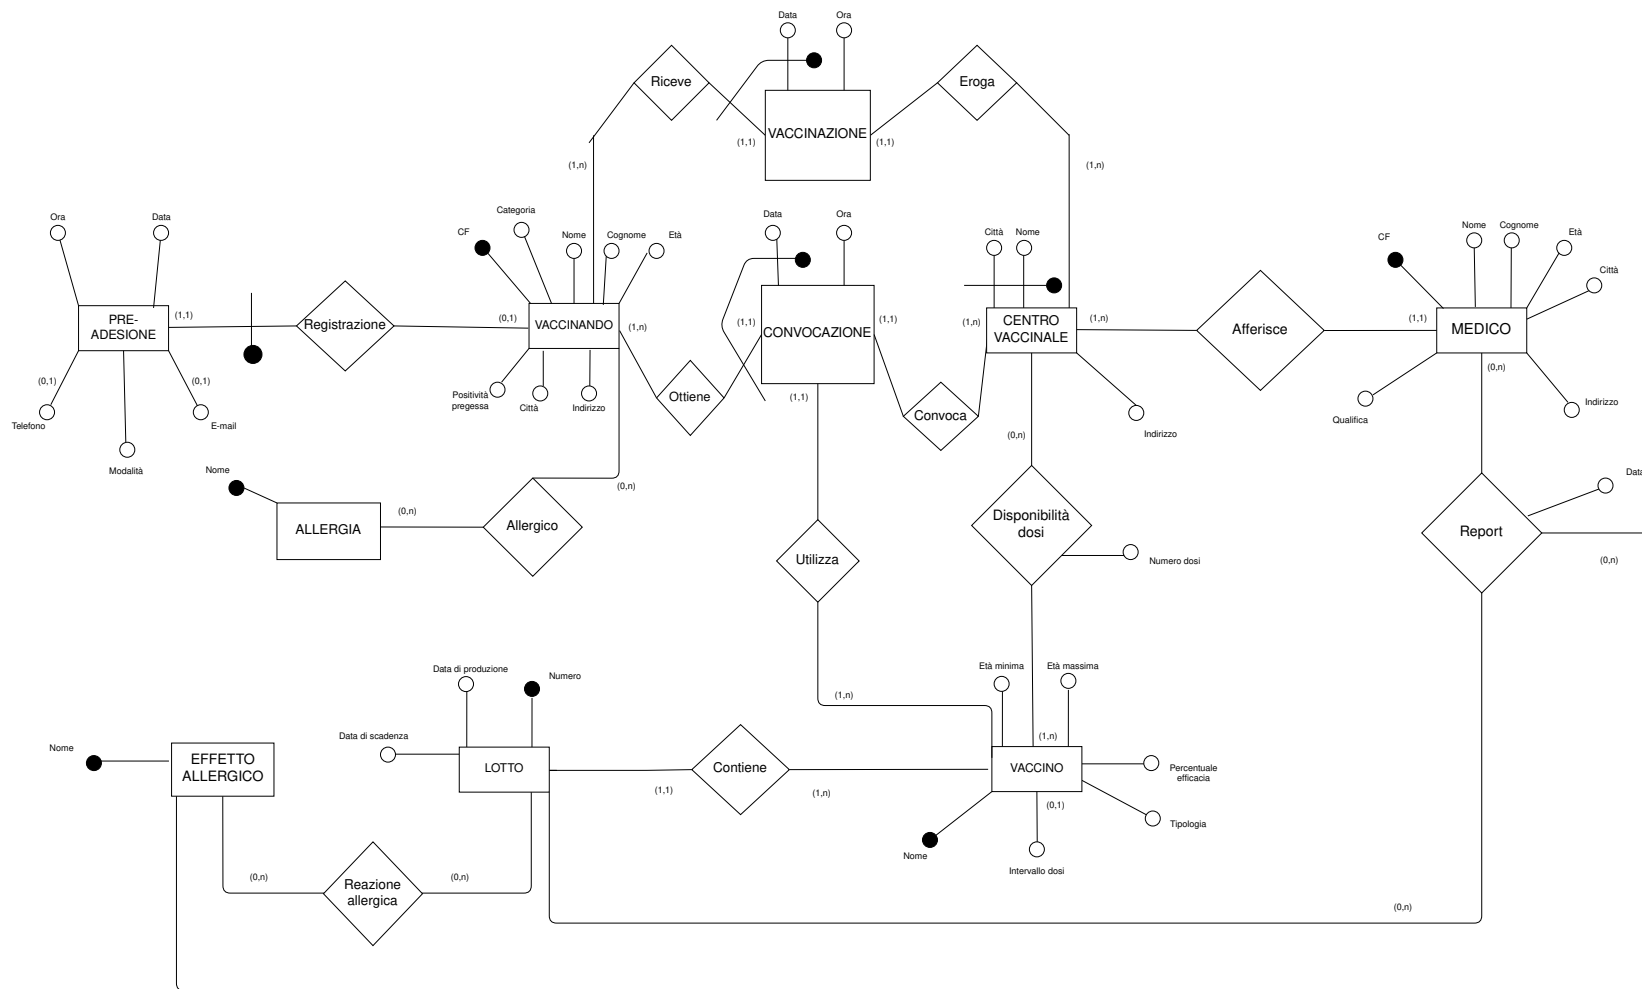 Data
Ora
Riceve
Eroga
VACCINAZIONE
(1,1)
(1,1)
(1,n)
(1,n)
Ora
Data
Categoria
CF
Nome
Cognome
Età
Data
Ora
Città
Nome
CF
Nome
Cognome
Età
Città
PRE-
ADESIONE
(1,1)
Registrazione
(0,1)
VACCINANDO
(1,n)
(1,1)
CONVOCAZIONE
(1,1)
(1,n)
CENTRO
VACCINALE
(1,n)
Afferisce
(1,1)
MEDICO
(0,n)
(0,1)
(0,1)
Telefono
E-mail
Modalità
Positività
pregessa
Città
Indirizzo
Ottiene
(1,1)
Convoca
(0,n)
Indirizzo
Qualifica
Indirizzo
Nome
ALLERGIA
(0,n)
Allergico
(0,n)
Utilizza
Disponibilità
dosi
Numero dosi
Report
Data
(0,n)
Data di produzione
Numero
Data di scadenza
Età minima
Età massima
(1,n)
(1,n)
Nome
EFFETTO
ALLERGICO
LOTTO
(1,1)
Contiene
(1,n)
VACCINO
Percentuale
efficacia
(0,1)
Tipologia
Nome
Intervallo dosi
(0,n)
Reazione
allergica
(0,n)
(0,n)